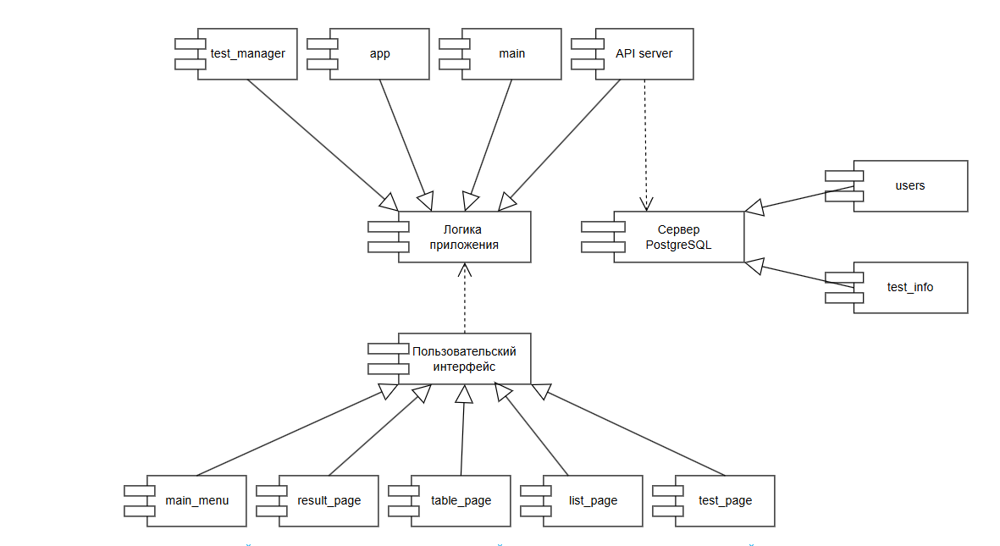 test_manager
app
main
API server
users
Логика
приложения
Сервер
PostgreSQL
test_info
Пользовательский
интерфейс
main_menu
result_page
table_page
list_page
test_page